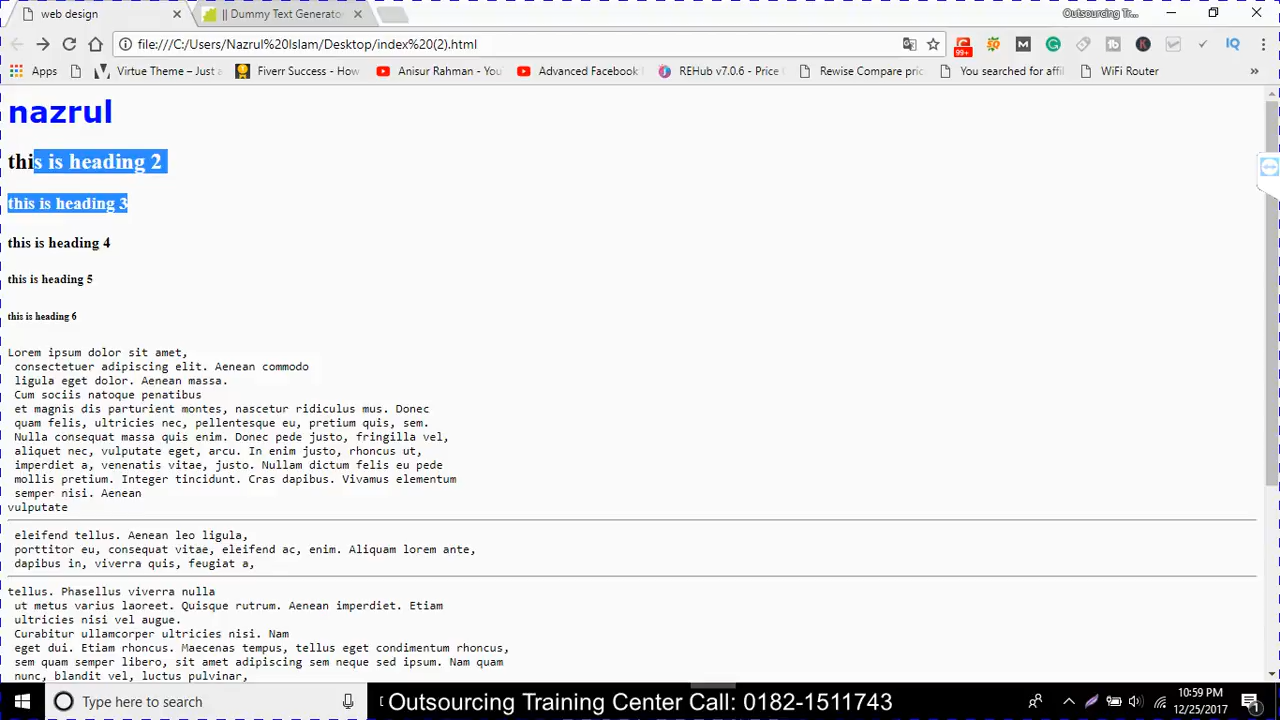 web design
|| Dummy Text Generato
Outsourcing Tr...
file:///C:/Users/Nazrul%20Islam/Desktop/index%20(2).html
99+
IQ
Apps
Virtue Theme – Just a
Fiverr Success - How
Anisur Rahman - You
Advanced Facebook
REHub v7.0.6 - Price C
Rewise Compare pric
You searched for affil
WiFi Router
»
nazrul
this is heading 2
this is heading 3
this is heading 4
this is heading 5
this is heading 6
Lorem ipsum dolor sit amet,
consectetuer adipiscing elit. Aenean commodo
ligula eget dolor. Aenean massa.
Cum sociis natoque penatibus
et magnis dis parturient montes, nascetur ridiculus mus. Donec
quam felis, ultricies nec, pellentesque eu, pretium quis, sem.
Nulla consequat massa quis enim. Donec pede justo, fringilla vel,
aliquet nec, vulputate eget, arcu. In enim justo, rhoncus ut,
imperdiet a, venenatis vitae, justo. Nullam dictum felis eu pede
mollis pretium. Integer tincidunt. Cras dapibus. Vivamus elementum
semper nisi. Aenean
vulputate
eleifend tellus. Aenean leo ligula,
porttitor eu, consequat vitae, eleifend ac, enim. Aliquam lorem ante,
dapibus in, viverra quis, feugiat a,
tellus. Phasellus viverra nulla
ut metus varius laoreet. Quisque rutrum. Aenean imperdiet. Etiam
ultricies nisi vel augue.
Curabitur ullamcorper ultricies nisi. Nam
eget dui. Etiam rhoncus. Maecenas tempus, tellus eget condimentum rhoncus,
sem quam semper libero, sit amet adipiscing sem neque sed ipsum. Nam quam
nunc, blandit vel, luctus pulvinar,
Type here to search
Outsourcing Training Center Call: 0182-1511743
10:59 PM
12/25/2017